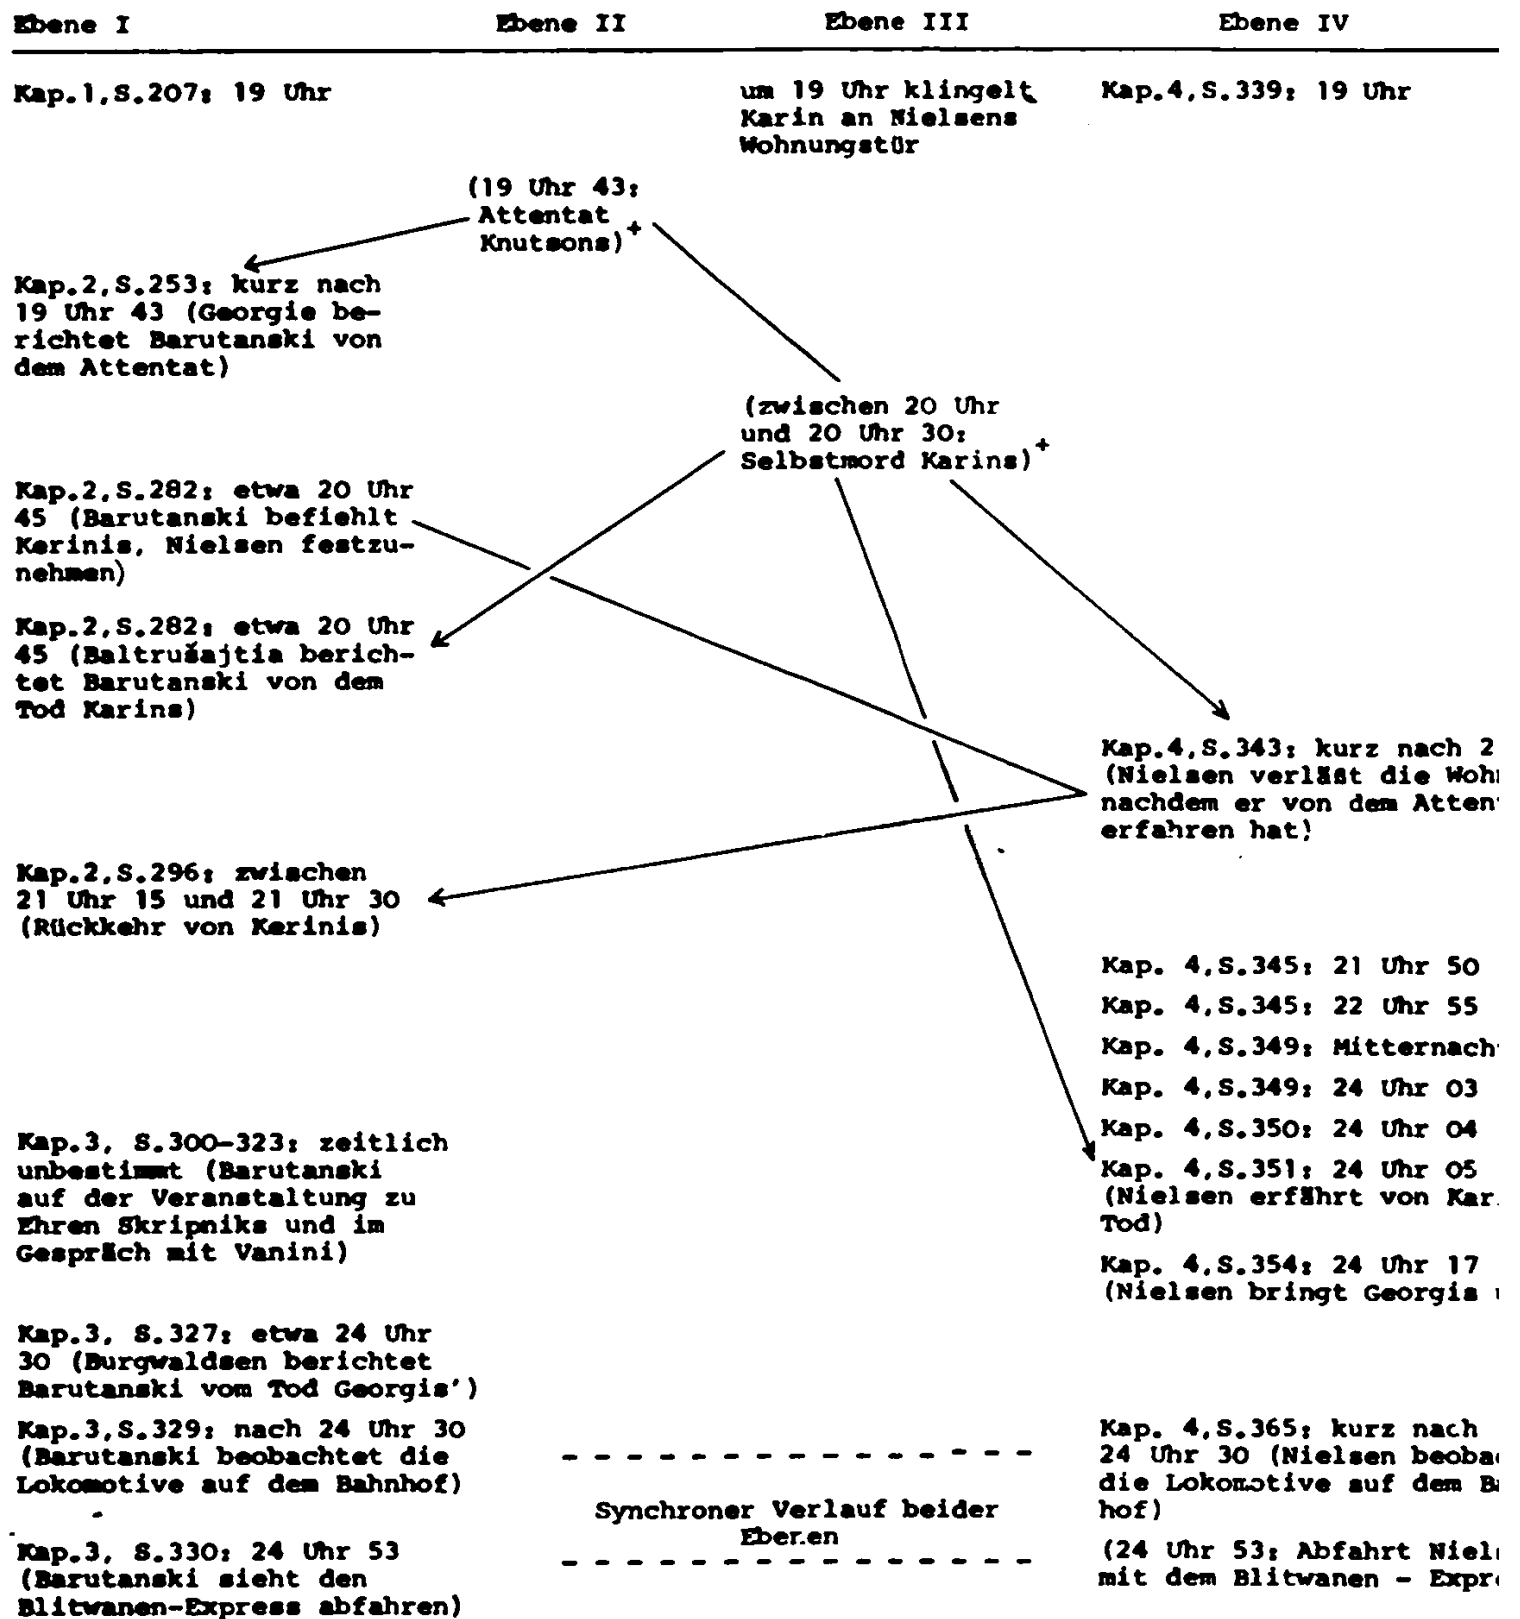 Ebene I Ebene II Ebene III Ebene IV
Kap.1,S.207: 19 Uhr
um 19 Uhr klingelt
Karin an Nielsens
Wohnungstür
Kap.4,S.339: 19 Uhr
(19 Uhr 43:
Attentat
Knutsons)+
Kap.2,S.253: kurz nach
19 Uhr 43 (Georgie be-
richtet Barutanski von
dem Attentat)
(zwischen 20 Uhr
und 20 Uhr 30:
Selbstmord Karins)+
Kap.2,S.282: etwa 20 Uhr
45 (Barutanski befiehlt
Kerinis, Nielsen festzu-
nehmen)
Kap.2,S.282: etwa 20 Uhr
45 (Baltrušajtia berich-
tet Barutanski von dem
Tod Karins)
Kap.4,S.343: kurz nach 2
(Nielsen verläßt die
nachdem er von dem
erfahren hat)
Kap.2,S.296: zwischen
21 Uhr 15 und 21 Uhr 30
(Rückkehr von Kerinis)
Kap. 4,S.345: 21 Uhr 50
Kap. 4,S.345: 22 Uhr 55
Kap. 4,S.349: Mitternach
Kap. 4,S.349: 24 Uhr 03
Kap. 4,S.350: 24 Uhr 04
Kap. 4,S.351: 24 Uhr 05
(Nielsen erfährt von Kar
Tod)
Kap. 4,S.354: 24 Uhr 17
(Nielsen bringt Georgis
Kap.3, S.300-323: zeitlich
unbestimmt (Barutanski
auf der Veranstaltung zu
Ehren Skripniks und im
Gespräch mit Vanini)
Kap.3, S.327: etwa 24 Uhr
30 (Burgwaldsen berichtet
Barutanski vom Tod Georgis')
Kap.3,S.329: nach 24 Uhr 30
(Barutanski beobachtet die
Lokomotive auf dem Bahnhof)
Kap. 4,S.365: kurz nach
24 Uhr 30 (Nielsen beoba
die Lokomotive auf dem B
hof)
Synchroner Verlauf beider
Ebenen
Kap.3, S.330: 24 Uhr 53
(Barutanski sieht den
Blitwanen-Express abfahren)
(24 Uhr 53: Abfahrt Niel
mit dem Blitwanen - Expr